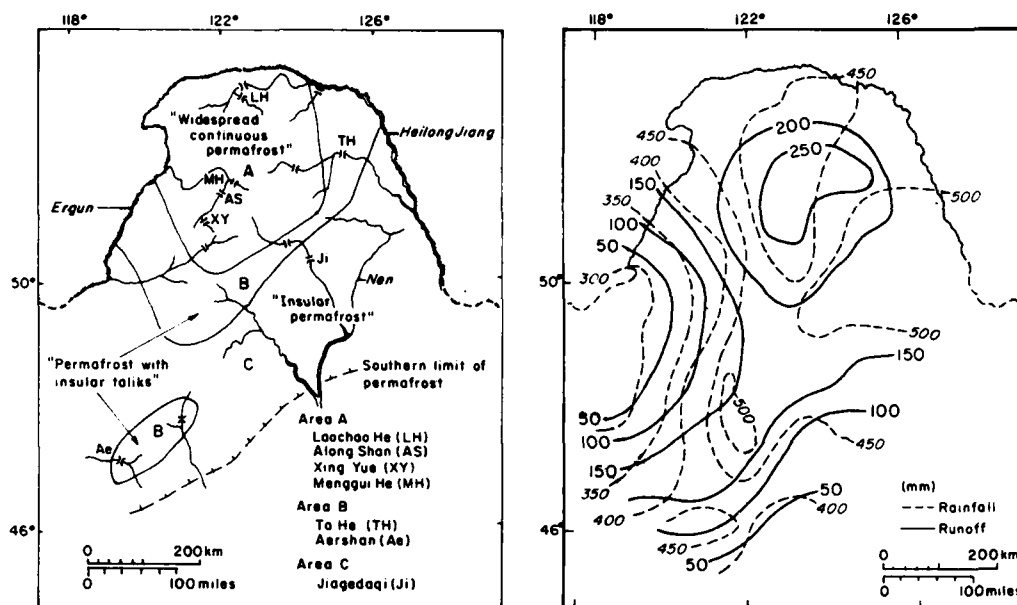 118°
122°
126°
LH
"Widespread
continuous
permafrost"
HeilongJiang
TH
MH
A
AS
Ergun
XY
Ji
50°
B
Nen
"Insular
permafrost"
"Permafrost with
insular taliks"
C
Southern limit of
permafrost
B
Ae
Area A
Laochao He (LH)
Along Shan (AS)
Xing Yue (XY)
Menggui He (MH)
46°
Area B
Ta He (TH)
Aershan (Ae)
0 200 km
Area C
0 100 miles
Jiagedaqi (Ji)
118°
122°
126°
450
450
200
400
250
150
350
500
100
50
50°
300
500
150
50
100
500
100
450
150
350
50
(mm)
Rainfall
400
400
Runoff
46°
450
50
0 200 km
0 100 miles